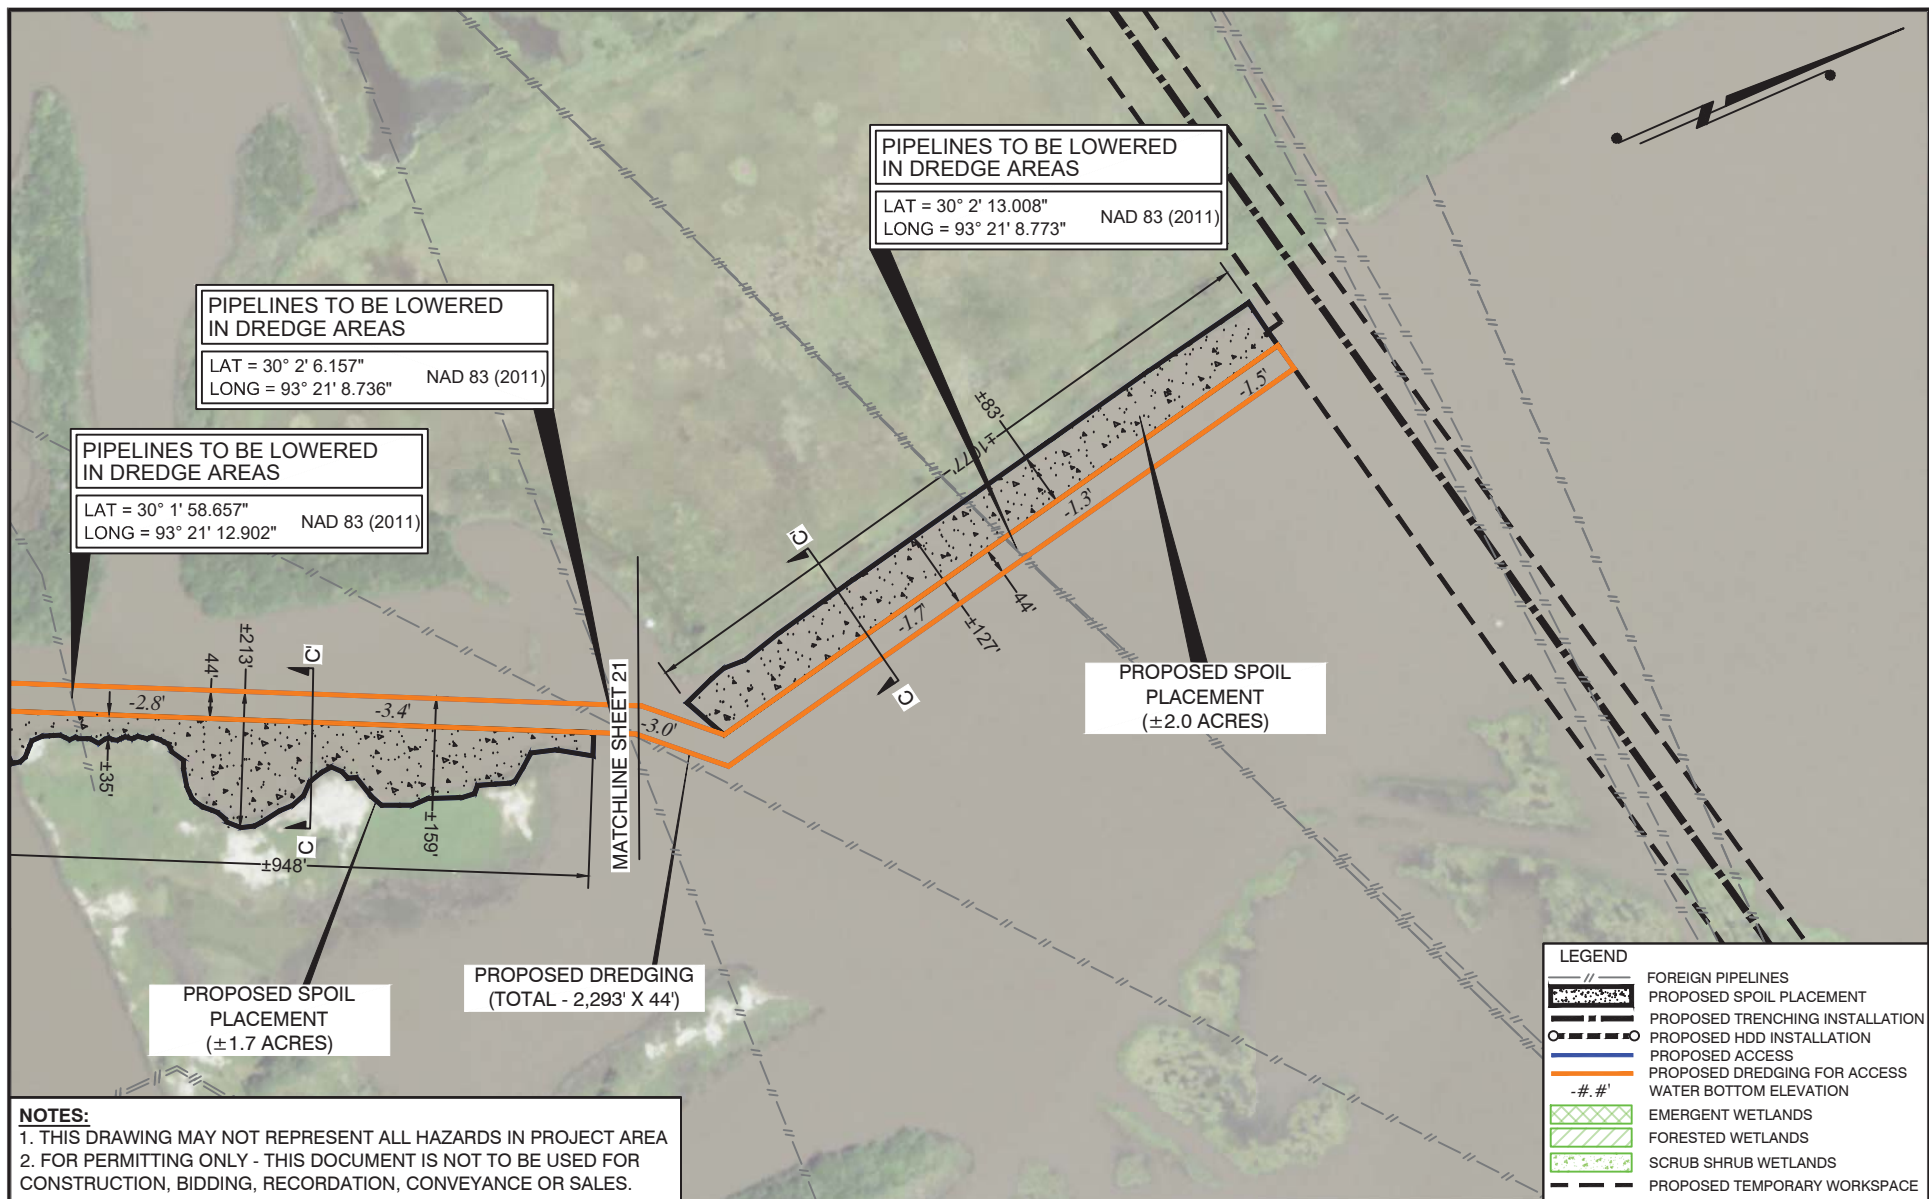 PIPELINES TO BE LOWERED
IN DREDGE AREAS
LAT = 30° 2' 13.008"
LONG = 93° 21' 8.773"
NAD 83 (2011)
PIPELINES TO BE LOWERED
IN DREDGE AREAS
LAT = 30° 2' 6.157"
LONG = 93° 21' 8.736"
NAD 83 (2011)
PIPELINES TO BE LOWERED
IN DREDGE AREAS
LAT = 30° 1' 58.657"
LONG = 93° 21' 12.902"
NAD 83 (2011)
±83'
±1077'
-1.5'
-1.3'
-1.7'
44'
±127'
C'
C
±213'
44'
C'
-2.8'
-3.4'
-3.0'
±35'
±159'
C
±948'
MATCHLINE SHEET 21
PROPOSED SPOIL
PLACEMENT
(±2.0 ACRES)
PROPOSED DREDGING
(TOTAL - 2,293' X 44')
PROPOSED SPOIL
PLACEMENT
(±1.7 ACRES)
NOTES:
1. THIS DRAWING MAY NOT REPRESENT ALL HAZARDS IN PROJECT AREA
2. FOR PERMITTING ONLY - THIS DOCUMENT IS NOT TO BE USED FOR
CONSTRUCTION, BIDDING, RECORDATION, CONVEYANCE OR SALES.
LEGEND
FOREIGN PIPELINES
PROPOSED SPOIL PLACEMENT
PROPOSED TRENCHING INSTALLATION
PROPOSED HDD INSTALLATION
PROPOSED ACCESS
PROPOSED DREDGING FOR ACCESS
-#.#' WATER BOTTOM ELEVATION
EMERGENT WETLANDS
FORESTED WETLANDS
SCRUB SHRUB WETLANDS
PROPOSED TEMPORARY WORKSPACE